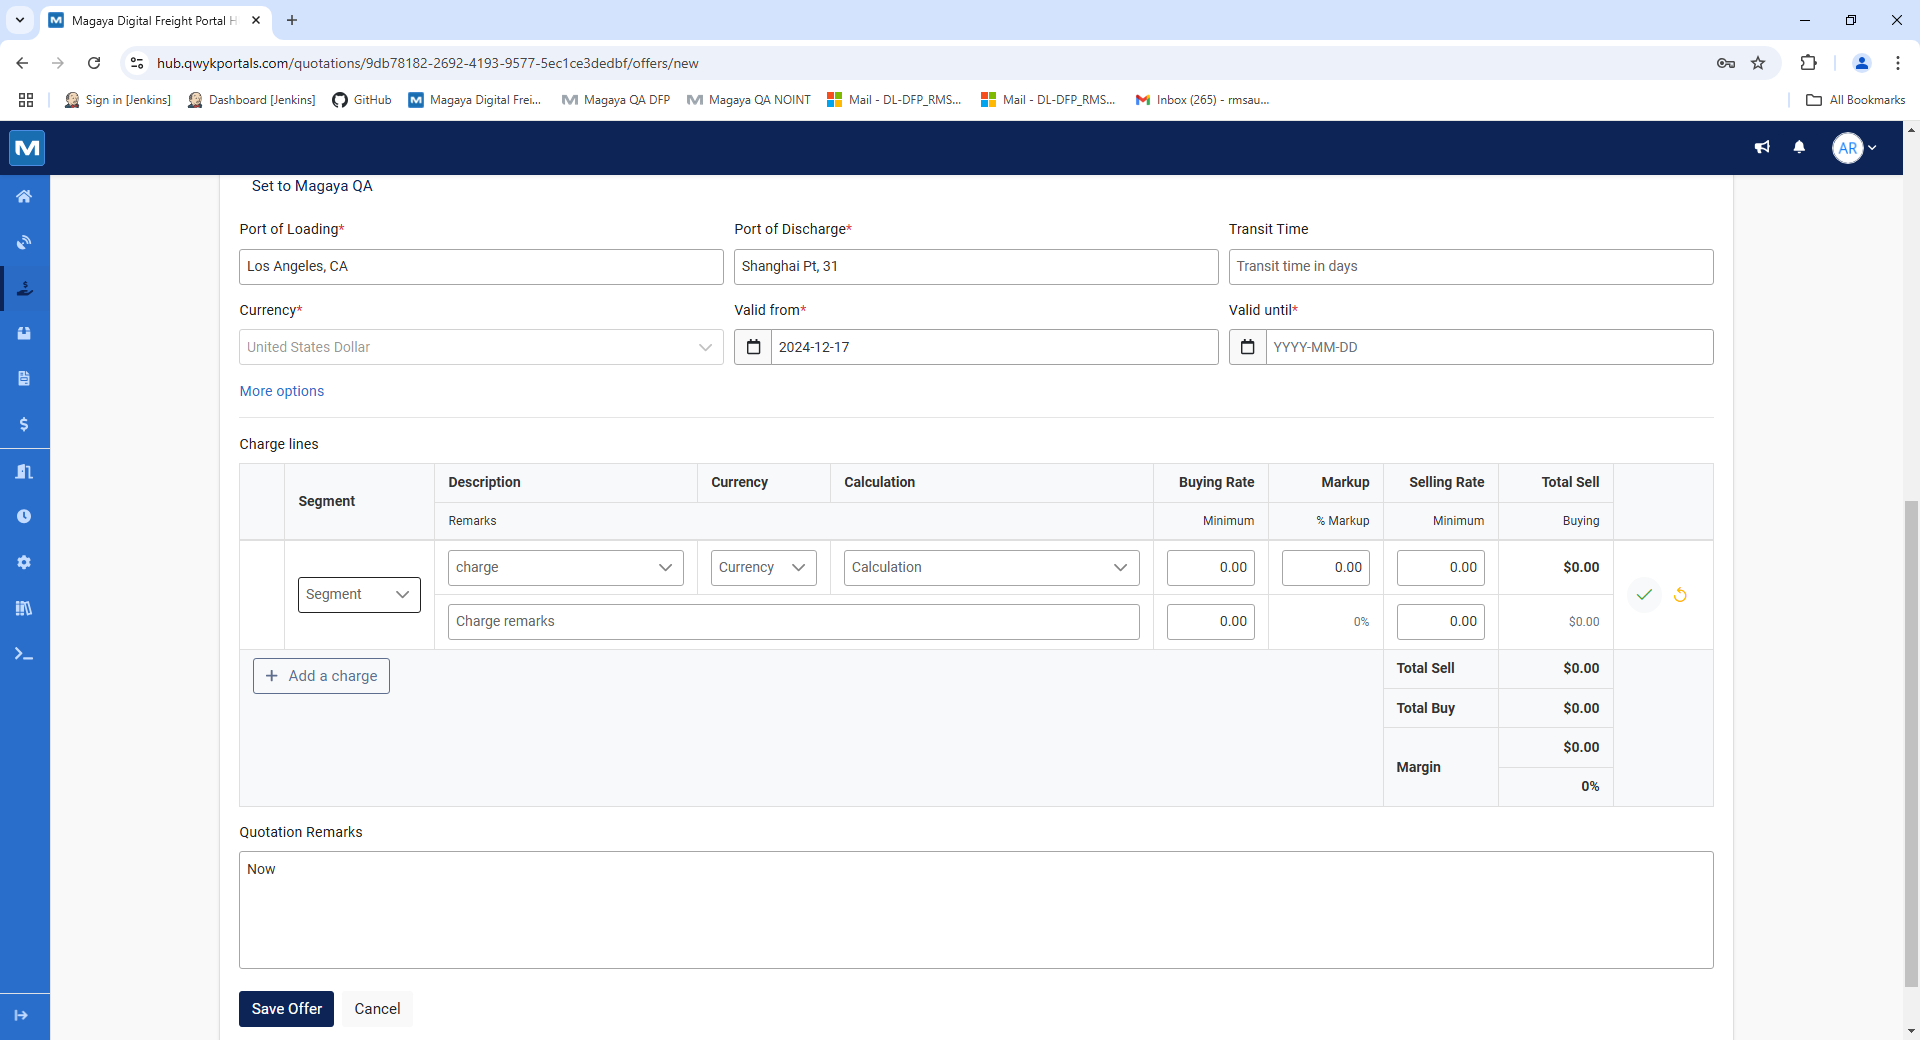 Magaya Digital Freight Portal H
hub.qwykportals.com/quotations/9db78182-2692-4193-9577-5ec1ce3dedbf/offers/new
Sign in [Jenkins]
Dashboard [Jenkins]
GitHub
Magaya Digital Frei...
Magaya QA DFP
Magaya QA NOINT
Mail - DL-DFP_RMS...
Mail - DL-DFP_RMS...
Inbox (265) - rmsau...
All Bookmarks
AR
Set to Magaya QA
Port of Loading*
Port of Discharge*
Transit Time
Los Angeles, CA
Shanghai Pt, 31
Transit time in days
Currency*
Valid from*
Valid until*
United States Dollar
2024-12-17
YYYY-MM-DD
More options
Charge lines
Segment
Description
Currency
Calculation
Buying Rate
Markup
Selling Rate
Total Sell
Remarks
Minimum
% Markup
Minimum
Buying
Segment
charge
Currency
Calculation
0.00
0.00
0.00
$0.00
Charge remarks
0.00
0%
0.00
$0.00
Add a charge
Total Sell
$0.00
Total Buy
$0.00
Margin
$0.00
0%
Quotation Remarks
Now
Save Offer
Cancel